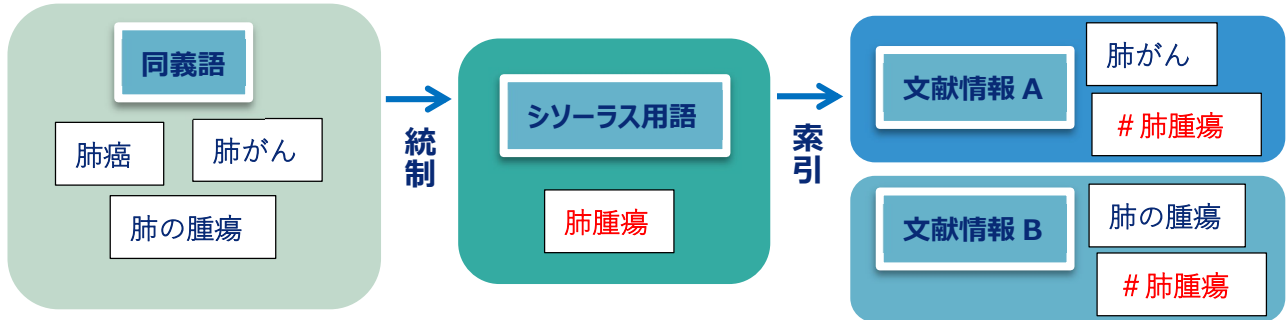 同義語
肺癌
肺がん
肺の腫瘍
統制
シソーラス用語
肺腫瘍
索引
文献情報 A
肺がん
# 肺腫瘍
文献情報 B
肺の腫瘍
# 肺腫瘍